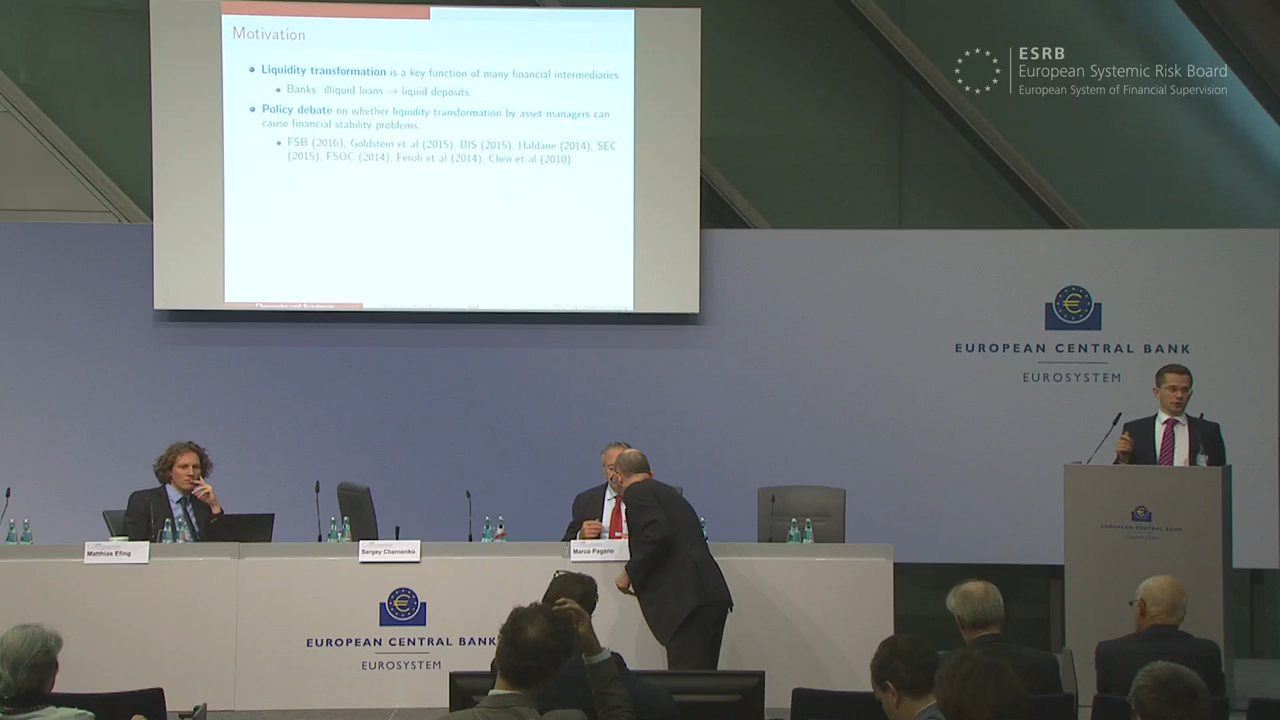 Motivation
Liquidity transformation is a key function of many financial intermediaries
Banks: illiquid loans → liquid deposits
Policy debate on whether liquidity transformation by asset managers can
cause financial stability problems
FSB (2016), Goldstein et al (2015), BIS (2015), Haldane (2014), SEC
(2015), FSOC (2014), Feroli et al (2014), Chen et al (2010)
ESRB
European Systemic Risk Board
European System of Financial Supervision
EUROPEAN CENTRAL BANK
EUROSYSTEM
Matthias Efing
Sergey Chernenko
Marco Pagano
EUROPEAN CENTRAL BANK
EUROPEAN CENTRAL BANK
EUROSYSTEM